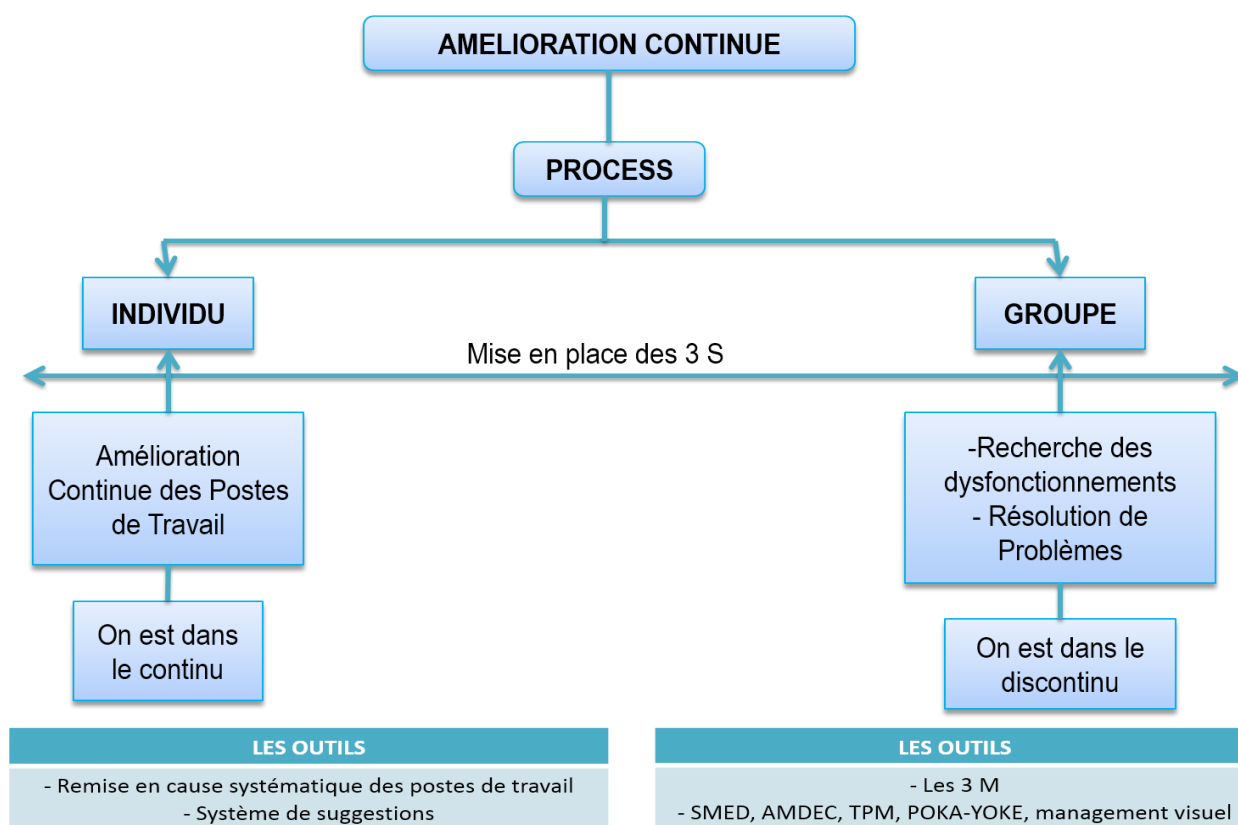 AMELIORATION CONTINUE
PROCESS
INDIVIDU
GROUPE
Mise en place des 3 S
Amélioration
Continue des Postes
de Travail
-Recherche des
dysfonctionnements
- Résolution de
Problèmes
On est dans
le continu
On est dans le
discontinu
LES OUTILS
- Remise en cause systématique des postes de travail
- Système de suggestions
LES OUTILS
- Les 3 M
- SMED, AMDEC, TPM, POKA-YOKE, management visuel